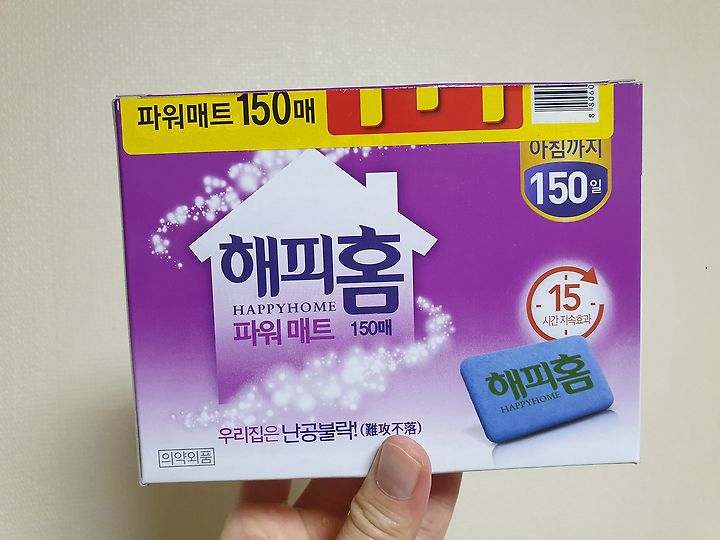 파워매트 150매
8 8060
아침까지
150일
해피홈
HAPPYHOME
파워 매트 150매
15
시간 지속효과
해피홈
HAPPYHOME
우리집은 난공불락! (難攻不落)
의약외품